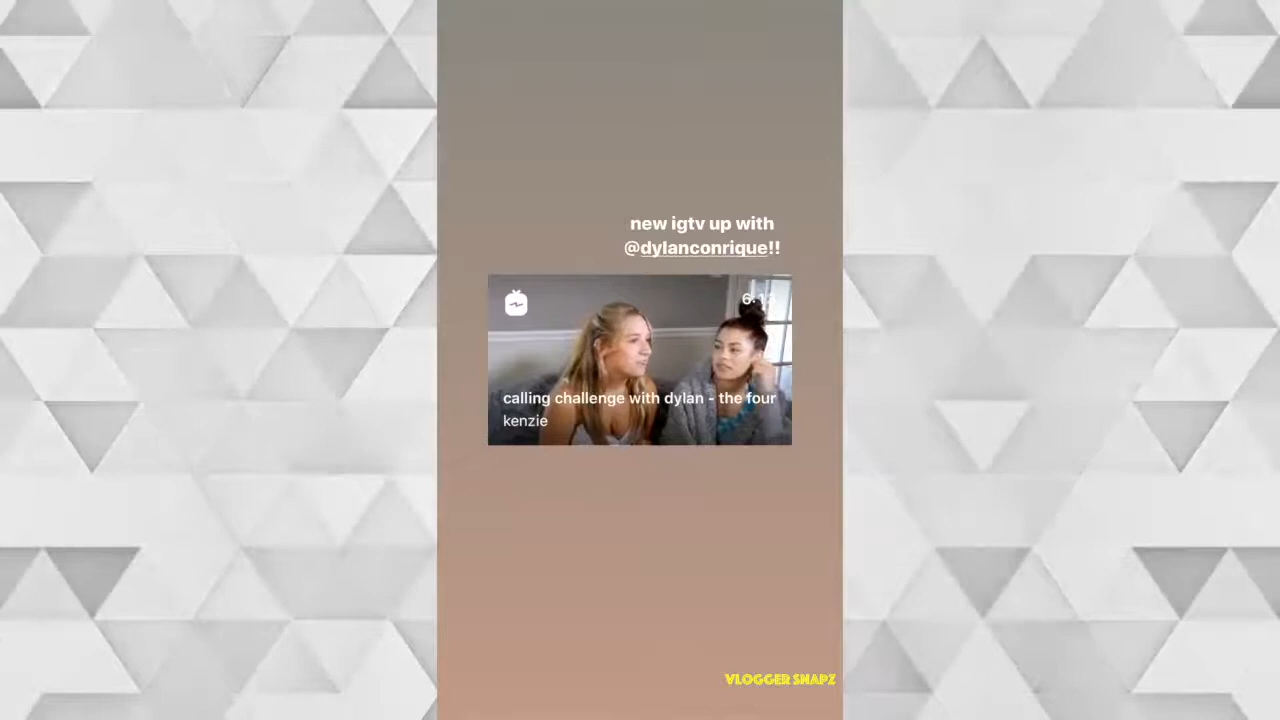 new igtv up with
@dylanconrique!!
calling challenge with dylan - the four
kenzie
VLOGGER SNAPZ